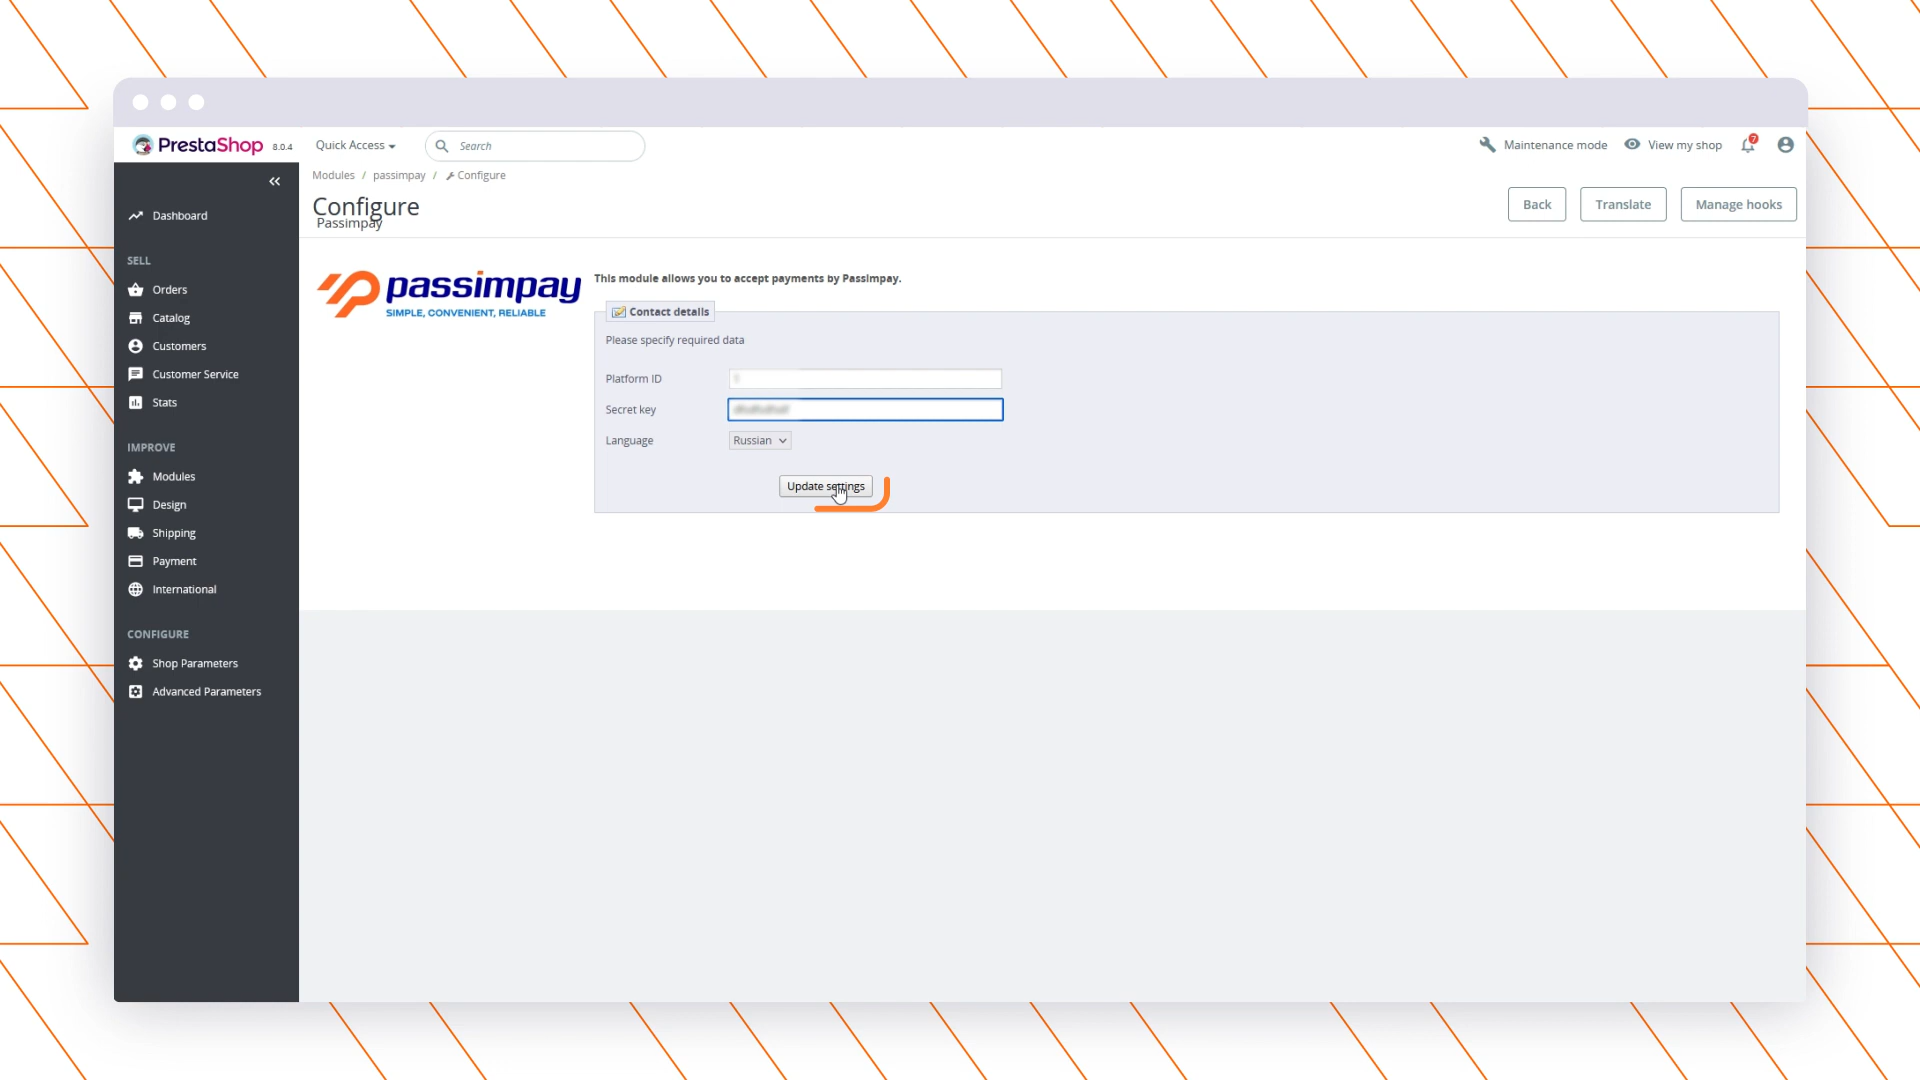 PrestaShop 8.0.4
Quick Access
Search
Maintenance mode
View my shop
7
Modules / passimpay / Configure
Configure
Passimpay
Back
Translate
Manage hooks
Dashboard
SELL
Orders
Catalog
Customers
Customer Service
Stats
IMPROVE
Modules
Design
Shipping
Payment
International
CONFIGURE
Shop Parameters
Advanced Parameters
passimpay
SIMPLE, CONVENIENT, RELIABLE
This module allows you to accept payments by PassImpay.
Contact details
Please specify required data
Platform ID
Secret key
Language
Russian
Update settings